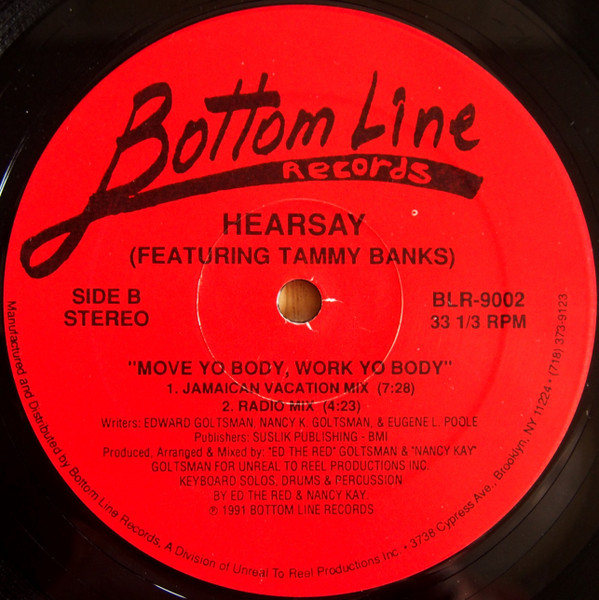 Bottom Line
Records
HEARSAY
(FEATURING TAMMY BANKS)
SIDE B
STEREO
BLR-9002
33 1/3 RPM
"MOVE YO BODY, WORK YO BODY"
1. JAMAICAN VACATION MIX (7:28)
2. RADIO MIX (4:23)
Writers: EDWARD GOLTSMAN, NANCY K. GOLTSMAN, & EUGENE L. POOLE
Publishers: SUSLIK PUBLISHING - BMI
Produced, Arranged & Mixed by: "ED THE RED" GOLTSMAN & "NANCY KAY"
GOLTSMAN FOR UNREAL TO REEL PRODUCTIONS INC.
KEYBOARD SOLOS, DRUMS & PERCUSSION
BY ED THE RED & NANCY KAY.
℗ 1991 BOTTOM LINE RECORDS
Manufactured and Distributed by Bottom Line Records, A Division of Unreal To Reel Productions Inc • 3738 Cypress Ave., Brooklyn, NY 11224 • (718) 373-9123